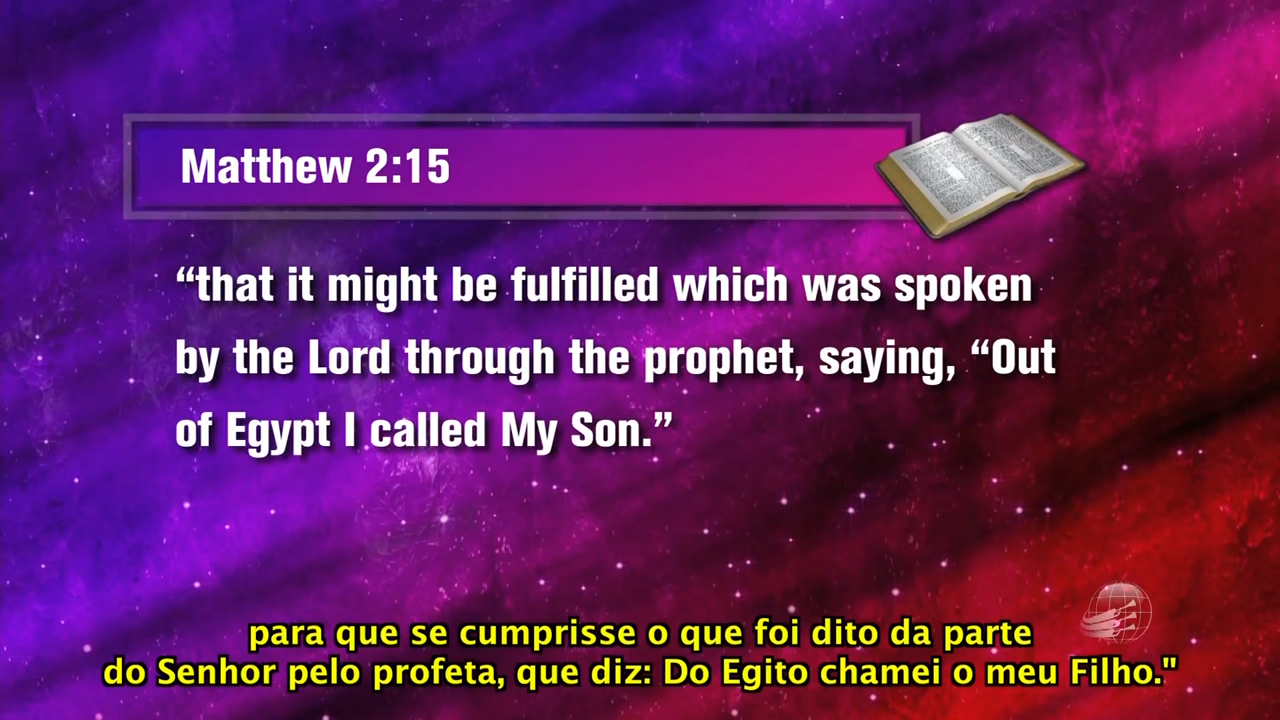 Matthew 2:15
“that it might be fulfilled which was spoken
by the Lord through the prophet, saying, “Out
of Egypt I called My Son.”
para que se cumprisse o que foi dito da parte
do Senhor pelo profeta, que diz: Do Egito chamei o meu Filho."